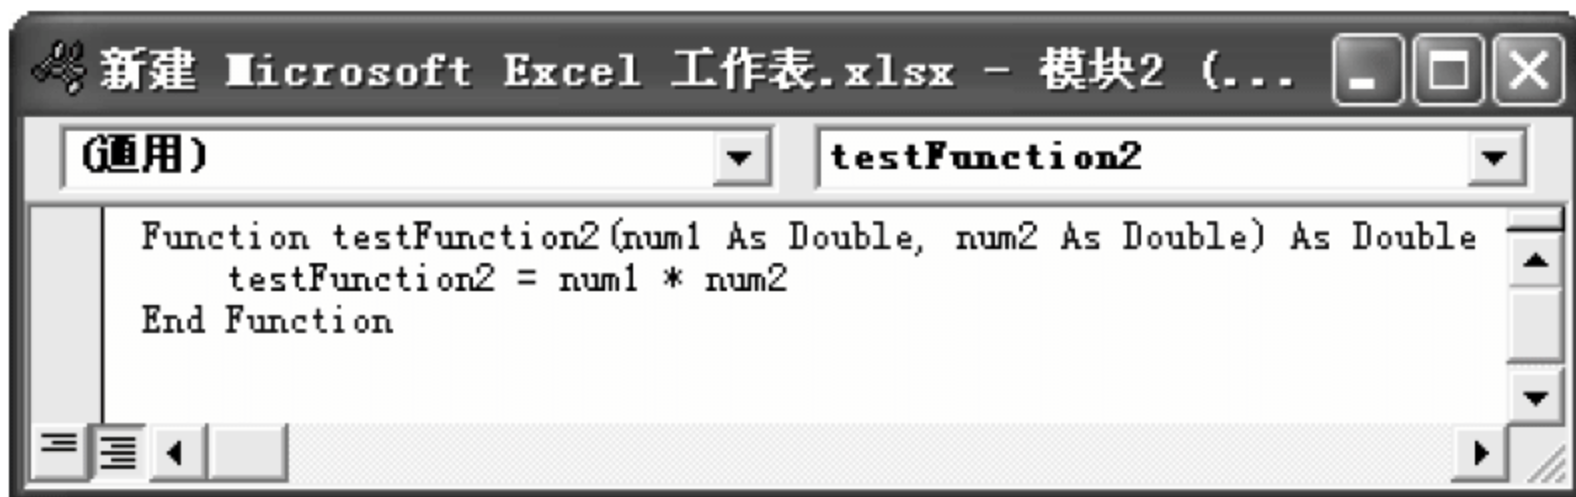 新建 Microsoft Excel 工作表.xlsx - 模块2 (...
(通用)
testFunction2
Function testFunction2(num1 As Double, num2 As Double) As Double
    testFunction2 = num1 * num2
End Function